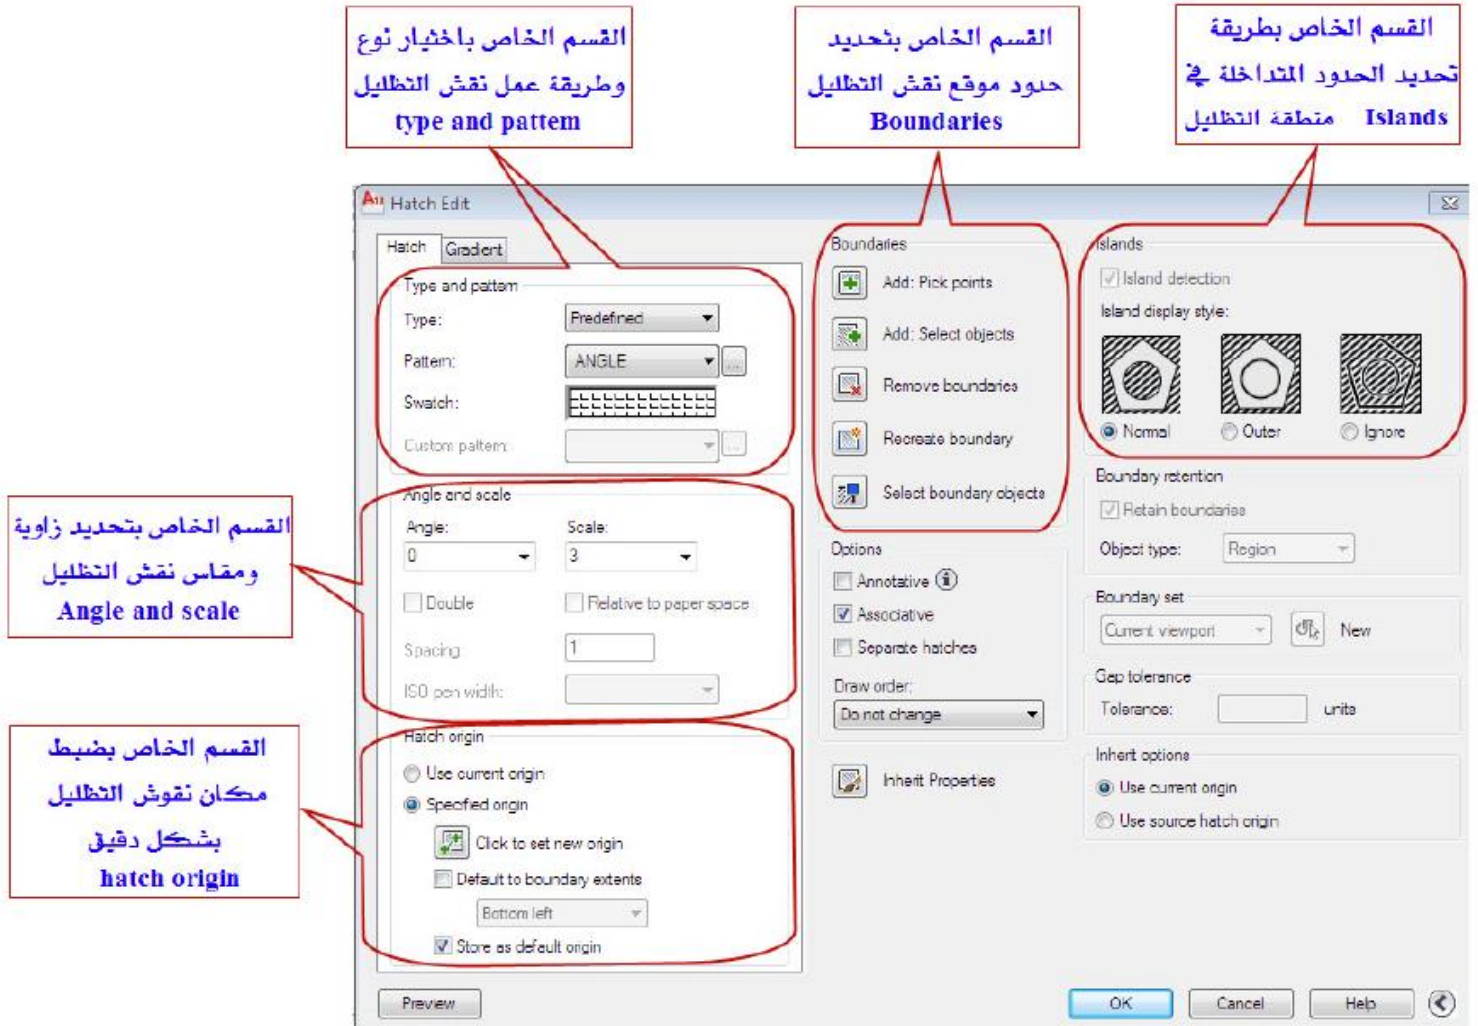 القسم الخاص باختيار نوع
وطريقة عمل نقش التظليل
type and pattem
القسم الخاص بتحديد
حدود موقع نقش التظليل
Boundaries
القسم الخاص بطريقة
تحديد الحدود المتداخلة في
منطقة التظليل Islands
Hatch Edit
Hatch
Gradient
Type and pattern
Type:
Predefined
Pattern:
ANGLE
...
Swatch:
Custom pattern:
...
القسم الخاص بتحديد زاوية
ومقاس نقش التظليل
Angle and scale
Angle and scale
Angle:
Scale:
0
3
Double
Relative to paper space
Spacing
1
ISO pen width:
القسم الخاص بضبط
مكان نقوش التظليل
بشكل دقيق
hatch origin
Hatch origin
Use current origin
Specified origin
Click to set new origin
Default to boundary extents
Bottom left
Store as default origin
Preview
Boundaries
Add: Pick points
Add: Select objects
Remove boundaries
Recreate boundary
Select boundary objects
Options
Annotative
Associative
Separate hatches
Draw order:
Do not change
Inherit Properties
Islands
Island detection
Island display style:
Normal
Outer
Ignore
Boundary retention
Retain boundaries
Object type:
Region
Boundary set
Current viewport
New
Gap tolerance
Tolerance:
units
Inherit options
Use current origin
Use source hatch origin
OK
Cancel
Help